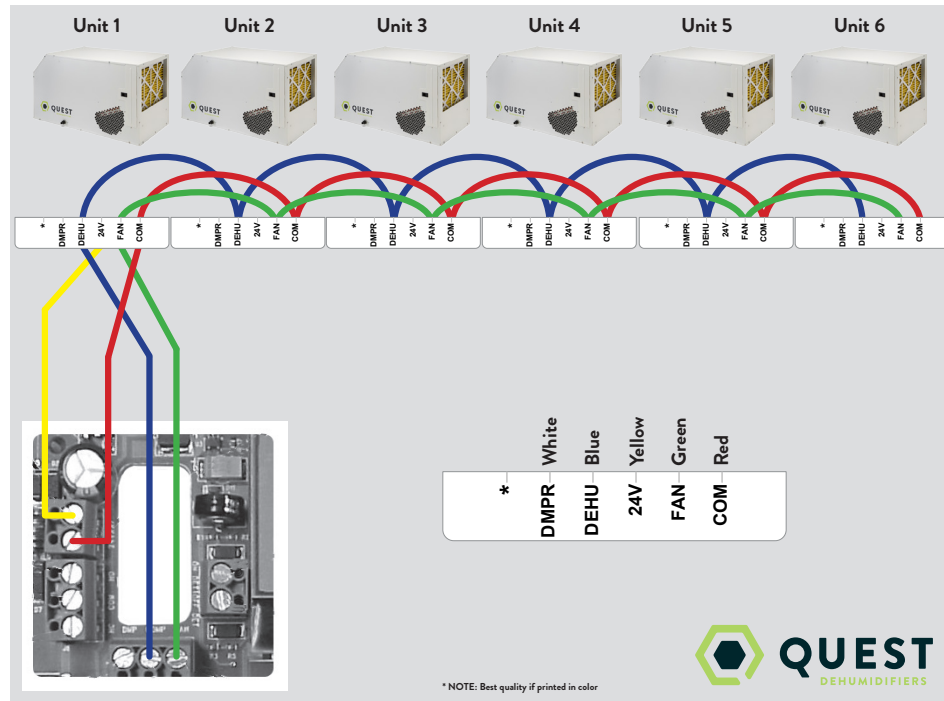 Unit 1 Unit 2 Unit 3 Unit 4 Unit 5 Unit 6
QUEST QUEST QUEST QUEST QUEST QUEST
* DMPR DEHU 24V FAN COM * DMPR DEHU 24V FAN COM * DMPR DEHU 24V FAN COM * DMPR DEHU 24V FAN COM * DMPR DEHU 24V FAN COM * DMPR DEHU 24V FAN COM
White Blue Yellow Green Red
* DMPR DEHU 24V FAN COM
DMP
R3 R5
QUEST
DEHUMIDIFIERS
* NOTE: Best quality if printed in color